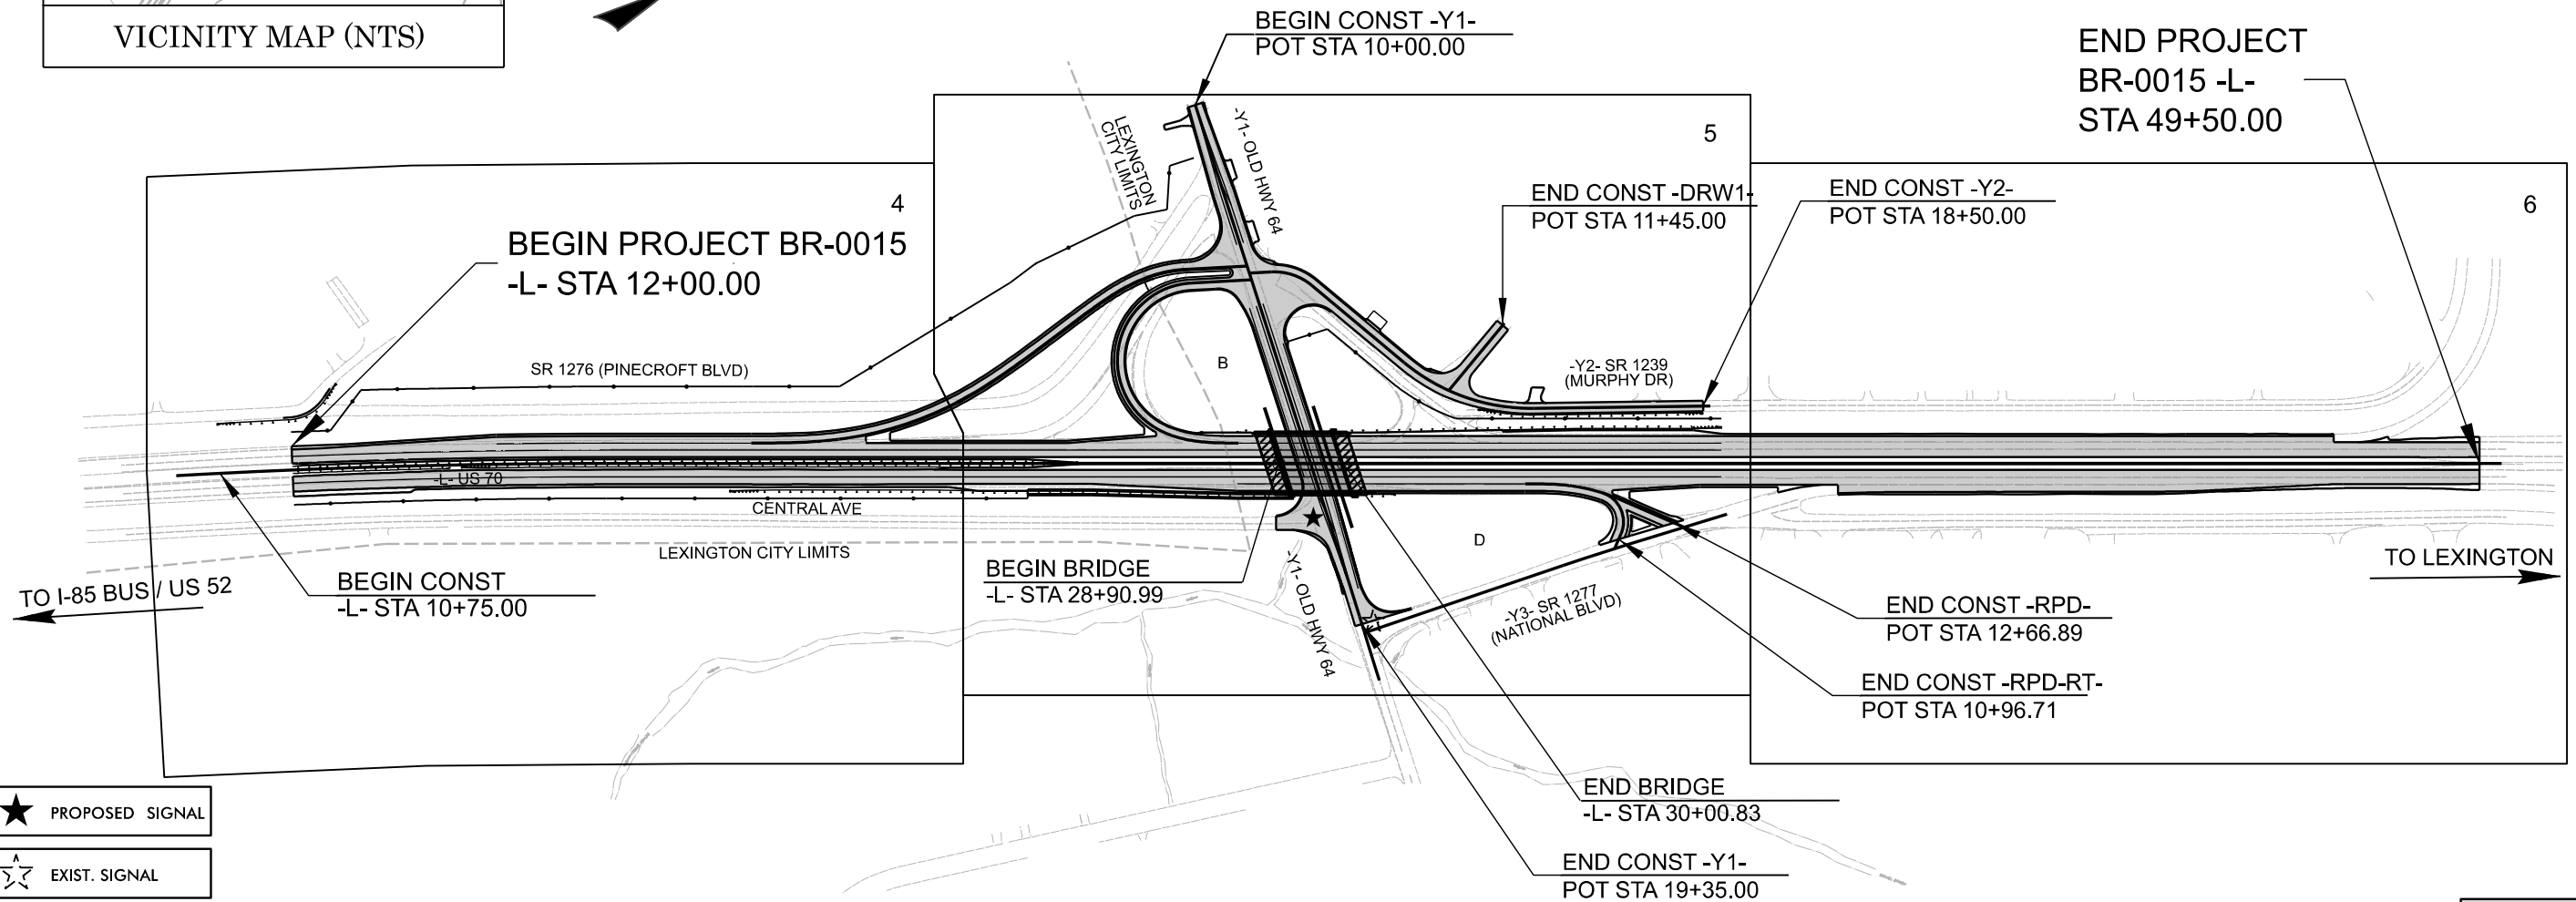 VICINITY MAP (NTS)
BEGIN CONST -Y1-
POT STA 10+00.00
END PROJECT
BR-0015 -L-
STA 49+50.00
LEXINGTON
CITY LIMITS
-Y1- OLD HWY 64
5
4
6
END CONST -DRW1-
POT STA 11+45.00
END CONST -Y2-
POT STA 18+50.00
BEGIN PROJECT BR-0015
-L- STA 12+00.00
SR 1276 (PINECROFT BLVD)
B
-Y2- SR 1239
(MURPHY DR)
-L- US 70
CENTRAL AVE
LEXINGTON CITY LIMITS
D
TO I-85 BUS / US 52
BEGIN CONST
-L- STA 10+75.00
BEGIN BRIDGE
-L- STA 28+90.99
-Y1- OLD HWY 64
-Y3- SR 1277
(NATIONAL BLVD)
TO LEXINGTON
END CONST -RPD-
POT STA 12+66.89
END CONST -RPD-RT-
POT STA 10+96.71
END BRIDGE
-L- STA 30+00.83
END CONST -Y1-
POT STA 19+35.00
PROPOSED SIGNAL
EXIST. SIGNAL